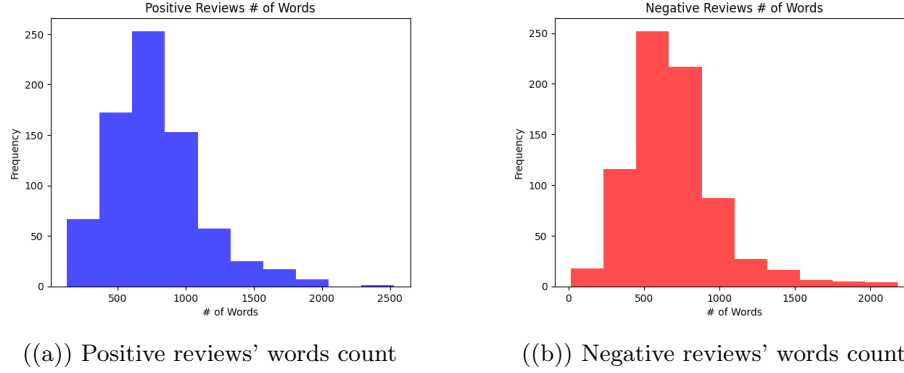 Positive Reviews # of Words
250
200
150
100
50
0
Frequency
500
1000
1500
2000
2500
# of Words
((a)) Positive reviews' words count
Negative Reviews # of Words
250
200
150
100
50
0
Frequency
0
500
1000
1500
2000
# of Words
((b)) Negative reviews' words count